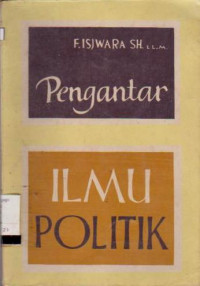 F. ISJWARA SH. LL.M.
Pengantar
ILMU
POLITIK